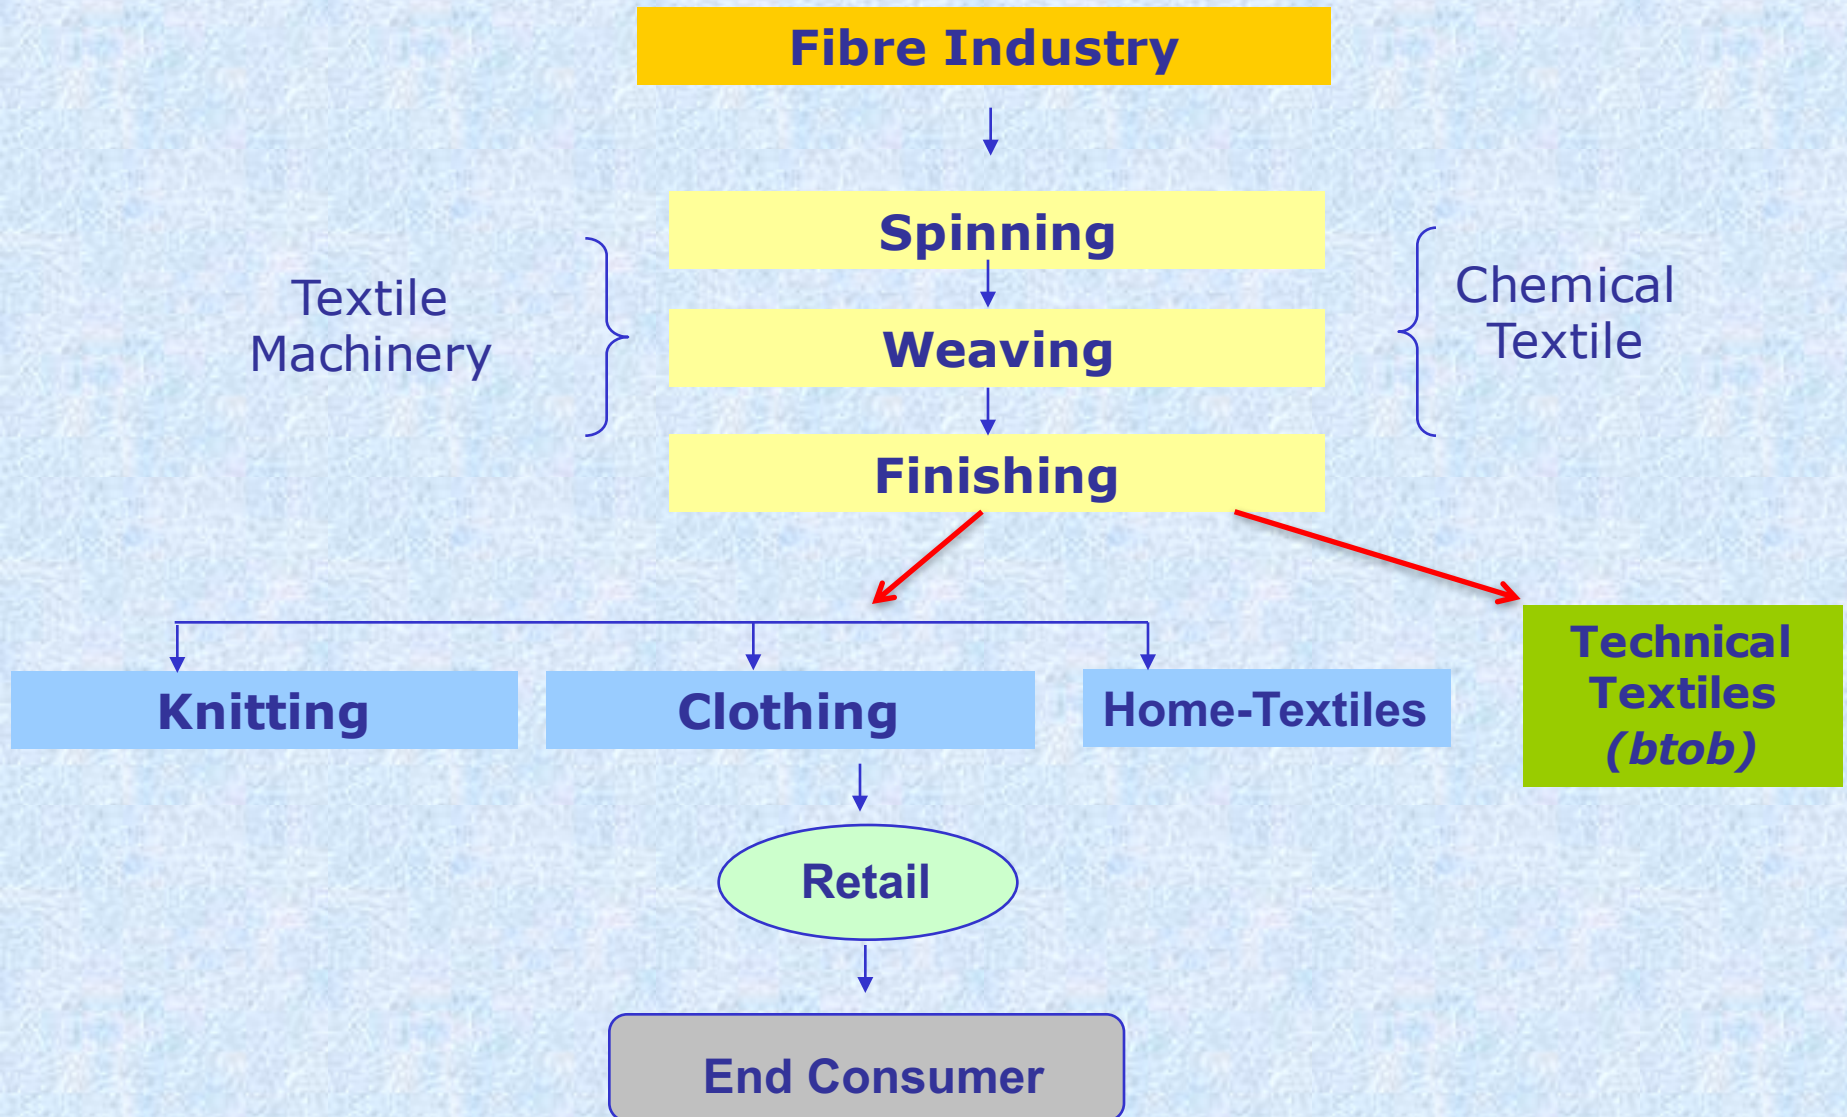 Fibre Industry
Spinning
Textile
Machinery
Chemical
Textile
Weaving
Finishing
Knitting
Clothing
Home-Textiles
Technical
Textiles
(btob)
Retail
End Consumer